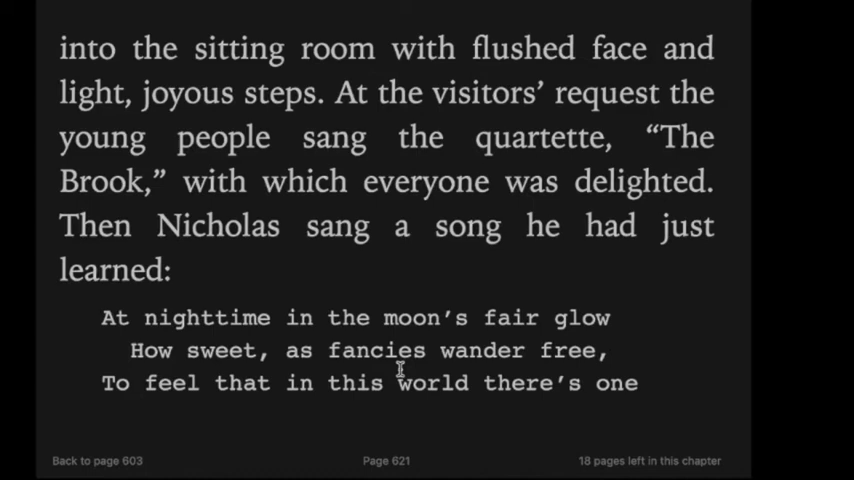 into the sitting room with flushed face and
light, joyous steps. At the visitors’ request the
young people sang the quartette, “The
Brook,” with which everyone was delighted.
Then Nicholas sang a song he had just
learned:
At nighttime in the moon’s fair glow
How sweet, as fancies wander free,
To feel that in this world there’s one
Back to page 603 Page 621 18 pages left in this chapter